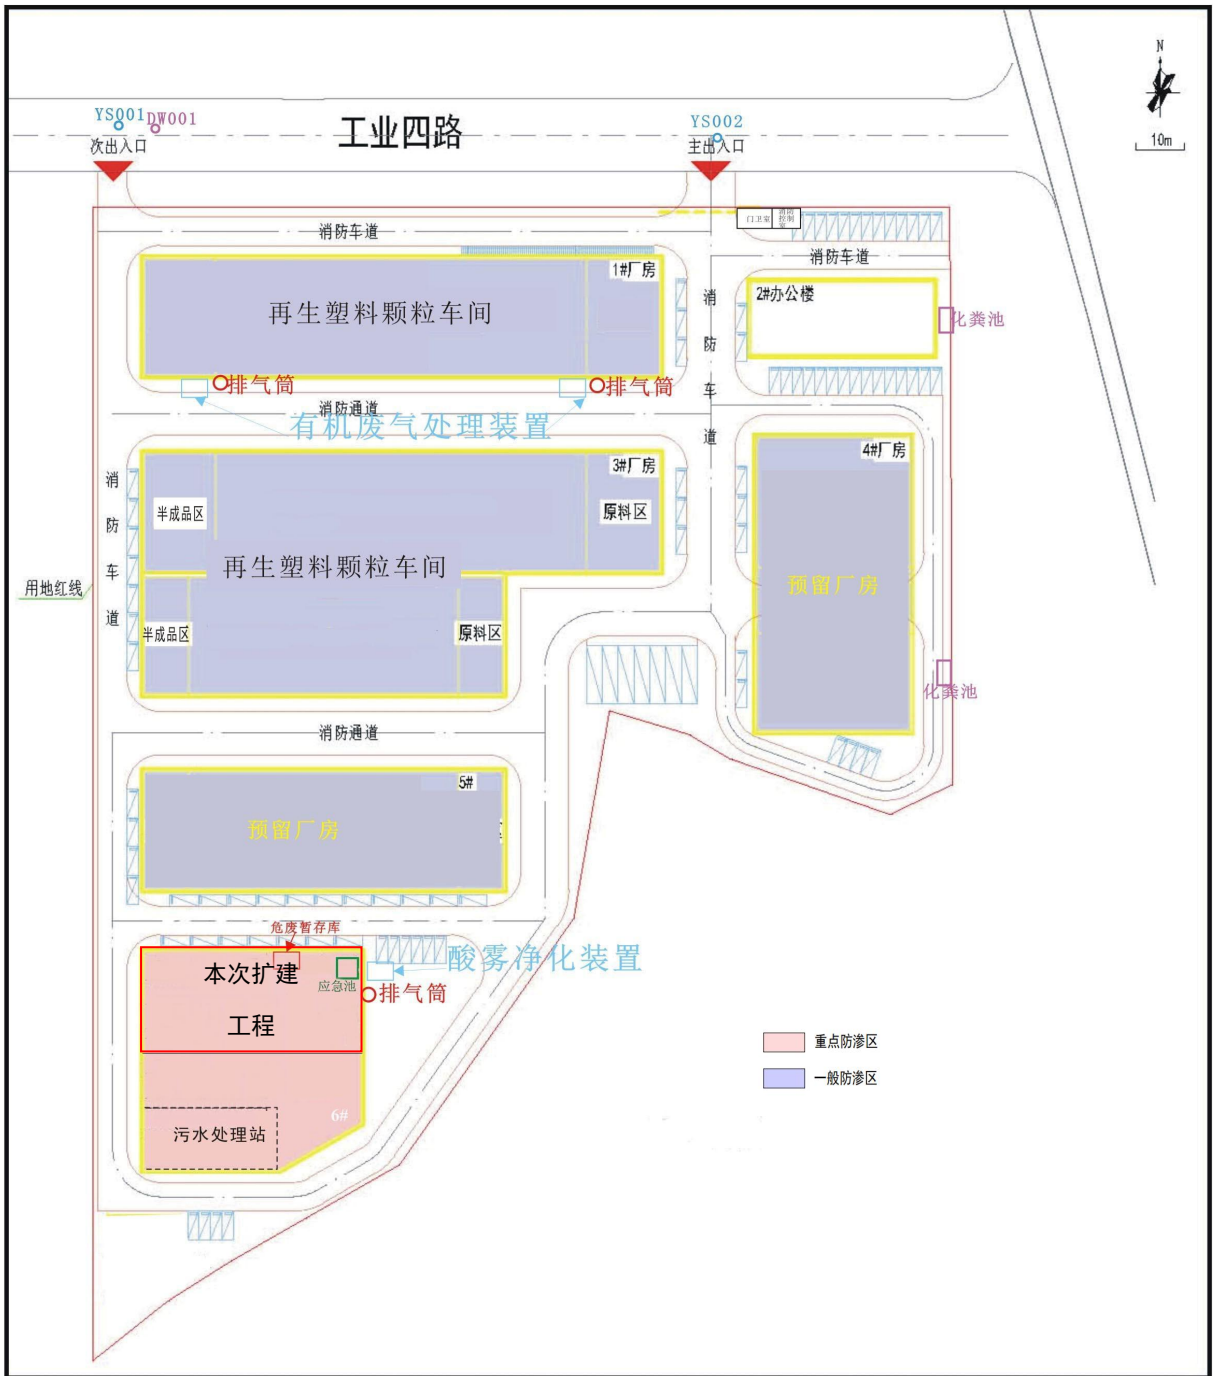 N
10m
YS001
DW001
YS002
次出入口
工业四路
主出入口
门卫室
消防控制室
消防车道
消防车道
1#厂房
2#办公楼
再生塑料颗粒车间
化粪池
消防车道
排气筒
排气筒
消防通道
有机废气处理装置
3#厂房
4#厂房
消防车道
半成品区
原料区
再生塑料颗粒车间
预留厂房
用地红线
半成品区
原料区
化粪池
消防通道
5#
预留厂房
危废暂存库
酸雾净化装置
本次扩建
应急池
排气筒
工程
重点防渗区
一般防渗区
6#
污水处理站